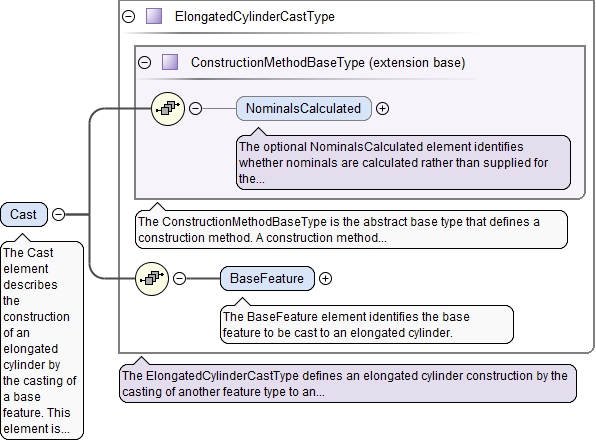 ElongatedCylinderCastType
ConstructionMethodBaseType (extension base)
NominalsCalculated
The optional NominalsCalculated element identifies
whether nominals are calculated rather than supplied for
the...
The ConstructionMethodBaseType is the abstract base type that defines a
construction method. A construction method...
Cast
The Cast
element
describes
the
construction
of an
elongated
cylinder by
the casting of
a base
feature. This
element is...
BaseFeature
The BaseFeature element identifies the base
feature to be cast to an elongated cylinder.
The ElongatedCylinderCastType defines an elongated cylinder construction by the
casting of another feature type to an...